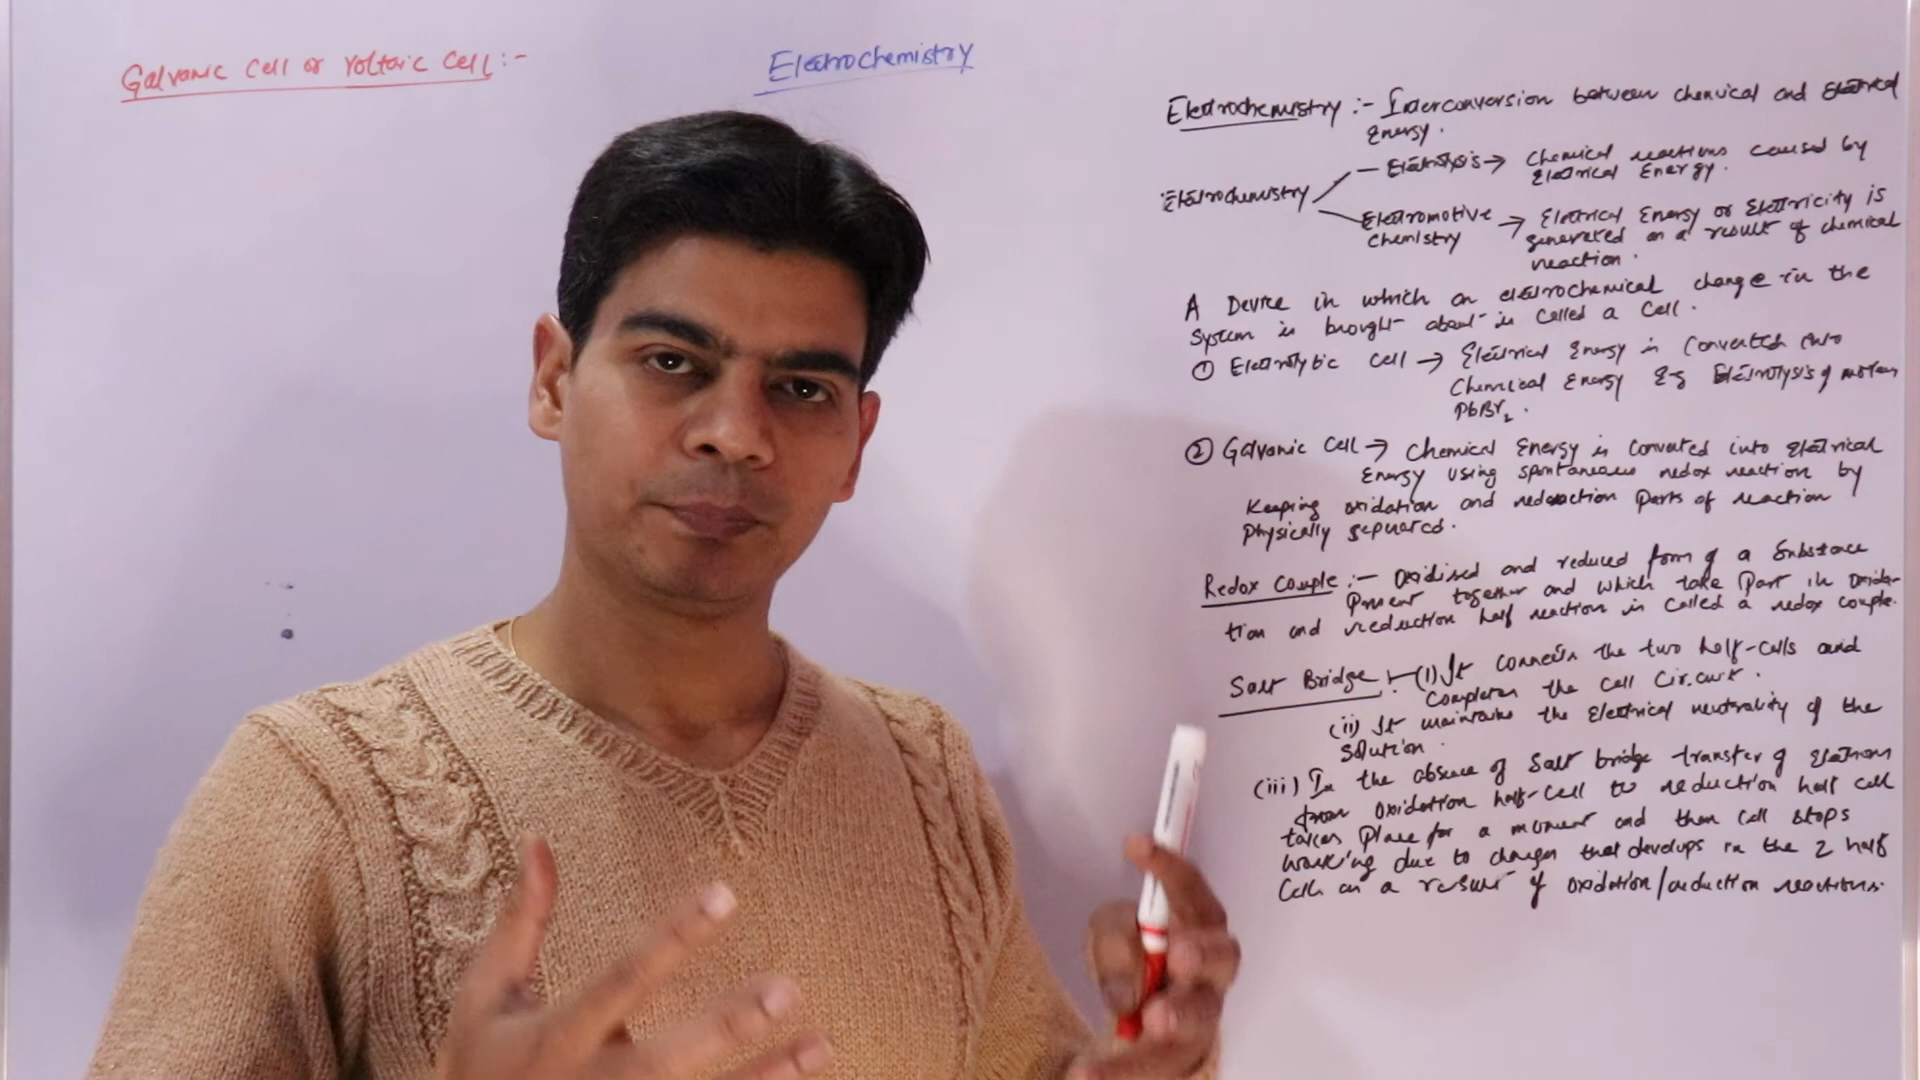 Galvanic Cell or Voltaic Cell :-
Electrochemistry
Electrochemistry :- Interconversion between chemical and Electrical
Energy.
Electrochemistry
— Electrolysis → Chemical reactions caused by
Electrical Energy.
Electromotive → Electrical Energy or Electricity is
chemistry generated as a result of chemical
reaction.
A Device in which an electrochemical change in the
System is brought about is called a Cell.
① Electrolytic cell → Electrical Energy is Converted into
Chemical Energy Eg Electrolysis of molten
PbBr₂.
② Galvanic Cell → Chemical Energy is Converted into Electrical
Energy using spontaneous redox reaction by
Keeping oxidation and reduction parts of reaction
Physically separated.
Redox Couple :- Oxidised and reduced form of a Substance
Present together and which take Part in Oxida-
tion and reduction half reaction is called a redox couple.
Salt Bridge :- (i) It connects the two half-cells and
Completes the cell Circuit.
(ii) It maintains the Electrical neutrality of the
Solution.
(iii) In the absence of Salt bridge transfer of Electrons
from Oxidation half-cell to reduction half cell
takes Place for a moment and then Cell stops
working due to charges that develops in the 2 half
Cells as a result of oxidation/reduction reactions.